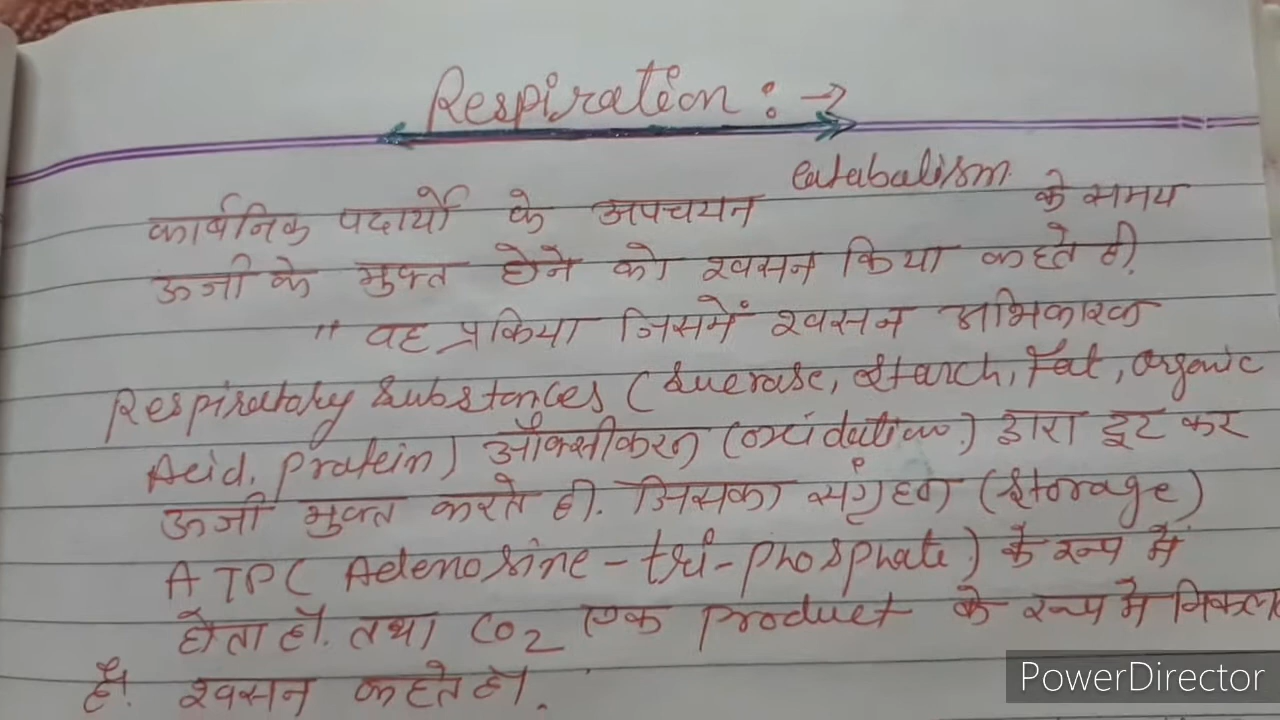 Respiration :→
कार्बनिक पदार्थो के अपचयन catabalism के समय
ऊर्जा के मुक्त होने को श्वसन क्रिया कहते है।
" वह प्रक्रिया जिसमें श्वसन अभिकारक
Respiratory Substances (Sucrose, Starch, Fat, Organic
Acid, Protein) ऑक्सीकरन (oxidation) द्वारा टूट कर
ऊर्जा मुक्त करते है। जिसका संग्रहण (Storage)
ATP( Adenosine-tri-phosphate) के रूप में
होता है। तथा CO2 एक product के रूप मे निकलता
है। श्वसन कहते है।
PowerDirector